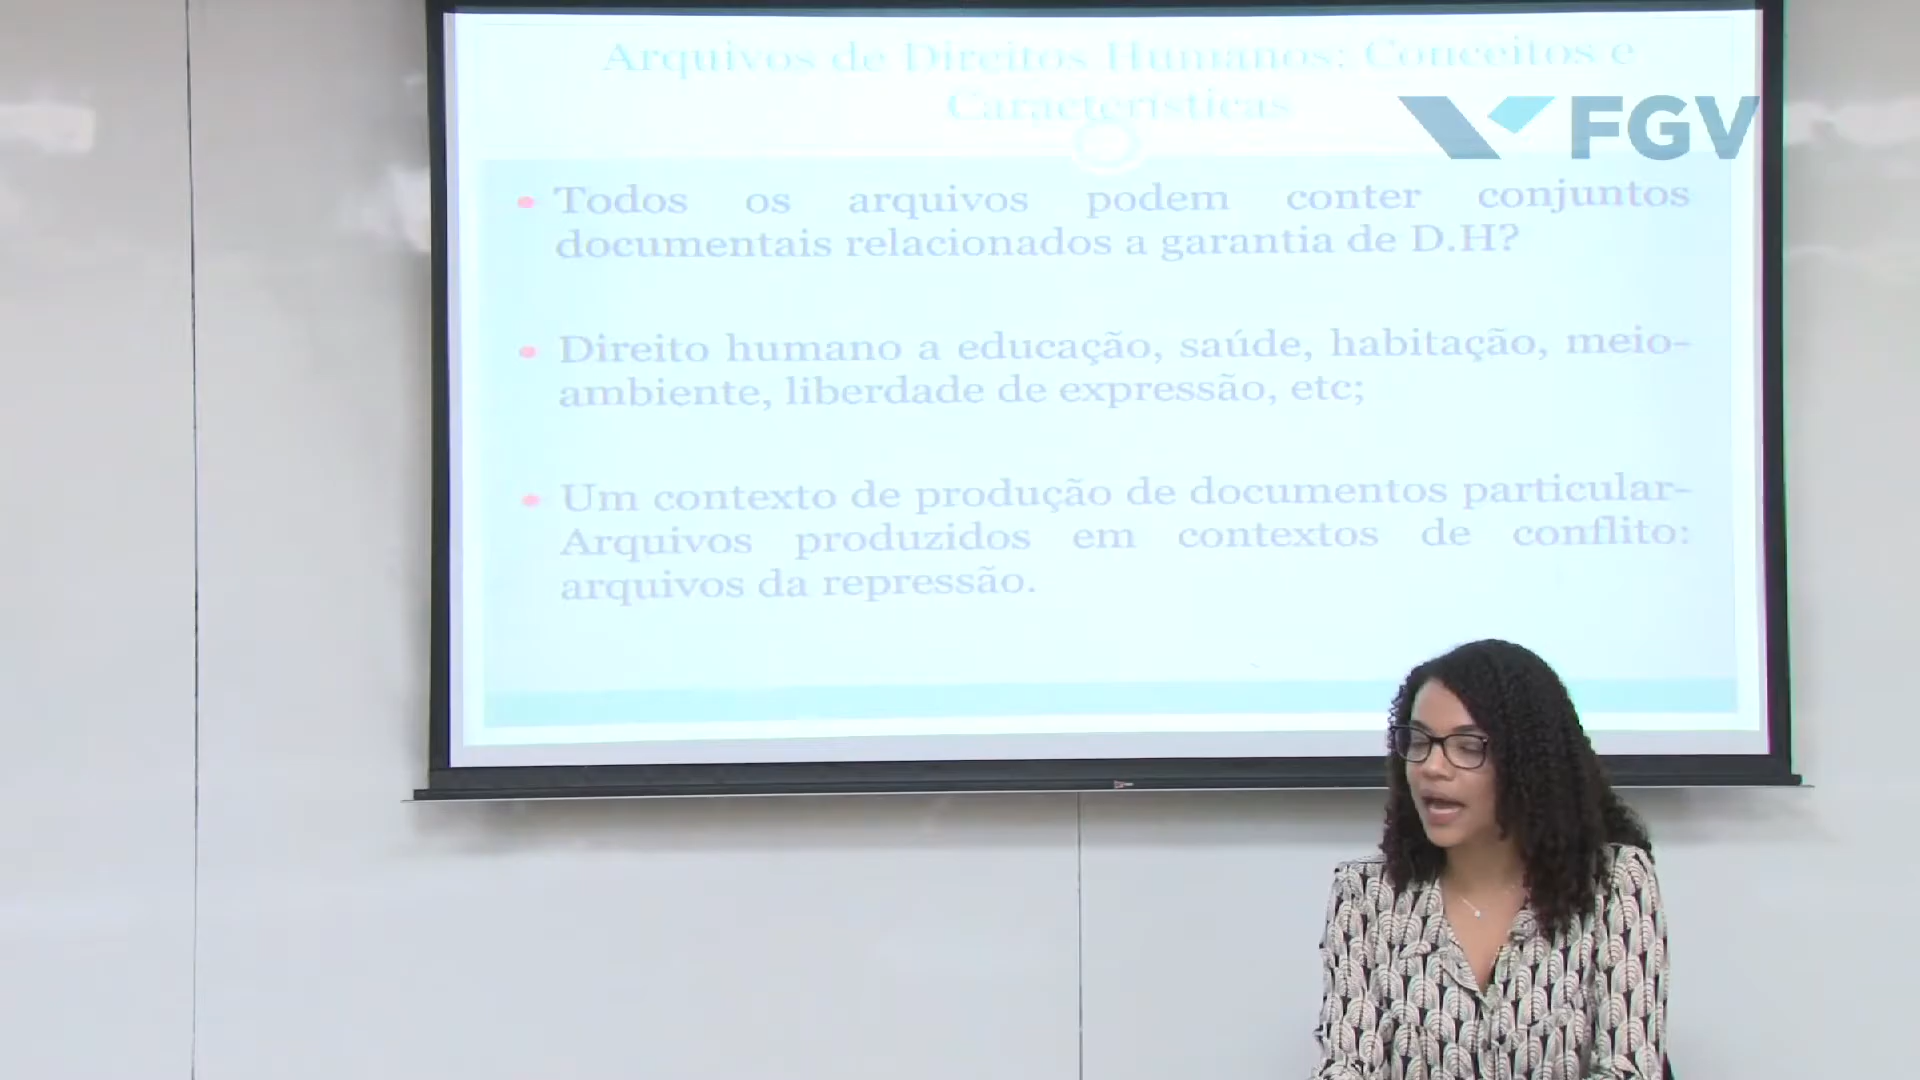 Arquivos de Direitos Humanos: Conceitos e
Características
FGV
• Todos os arquivos podem conter conjuntos
documentais relacionados a garantia de D.H?
• Direito humano a educação, saúde, habitação, meio-
ambiente, liberdade de expressão, etc;
• Um contexto de produção de documentos particular-
Arquivos produzidos em contextos de conflito:
arquivos da repressão.